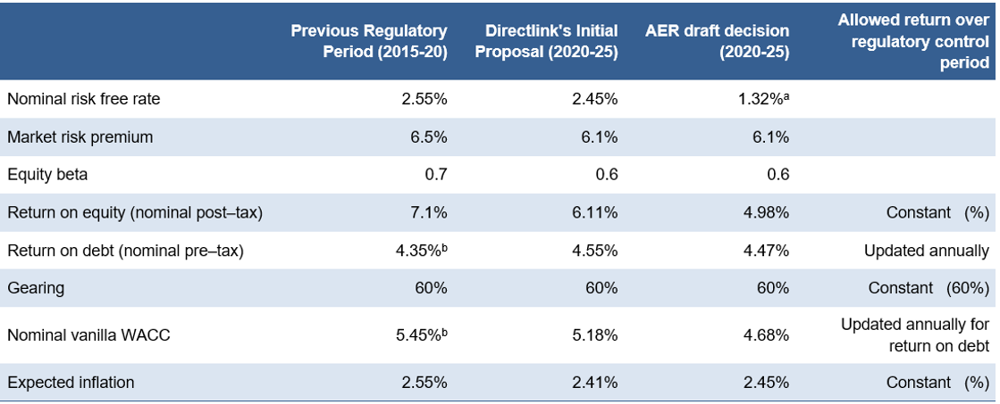 Previous Regulatory Period (2015-20) Directlink's Initial Proposal (2020-25) AER draft decision (2020-25) Allowed return over regulatory control period
Nominal risk free rate 2.55% 2.45% 1.32%ᵃ
Market risk premium 6.5% 6.1% 6.1%
Equity beta 0.7 0.6 0.6
Return on equity (nominal post–tax) 7.1% 6.11% 4.98% Constant (%)
Return on debt (nominal pre–tax) 4.35%ᵇ 4.55% 4.47% Updated annually
Gearing 60% 60% 60% Constant (60%)
Nominal vanilla WACC 5.45%ᵇ 5.18% 4.68% Updated annually for return on debt
Expected inflation 2.55% 2.41% 2.45% Constant (%)